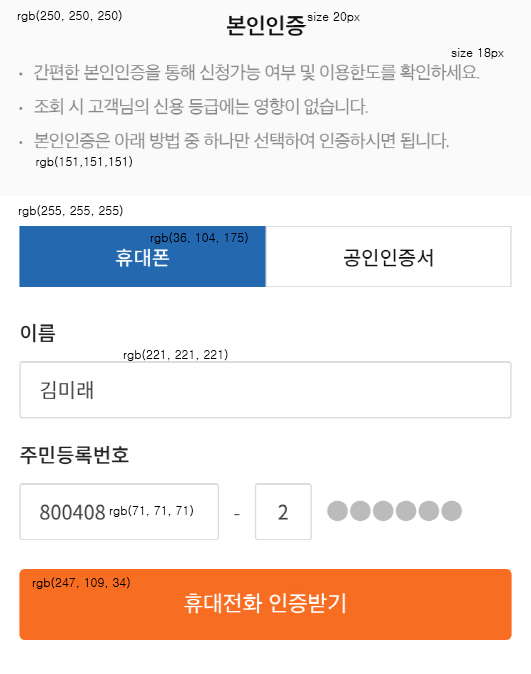 rgb(250, 250, 250)
본인인증 size 20px
size 18px
· 간편한 본인인증을 통해 신청가능 여부 및 이용한도를 확인하세요.
· 조회 시 고객님의 신용 등급에는 영향이 없습니다.
· 본인인증은 아래 방법 중 하나만 선택하여 인증하시면 됩니다.
rgb(151,151,151)
rgb(255, 255, 255)
rgb(36, 104, 175)
휴대폰 공인인증서
이름
rgb(221, 221, 221)
김미래
주민등록번호
800408 rgb(71, 71, 71) - 2 ●●●●●●
rgb(247, 109, 34)
휴대전화 인증받기